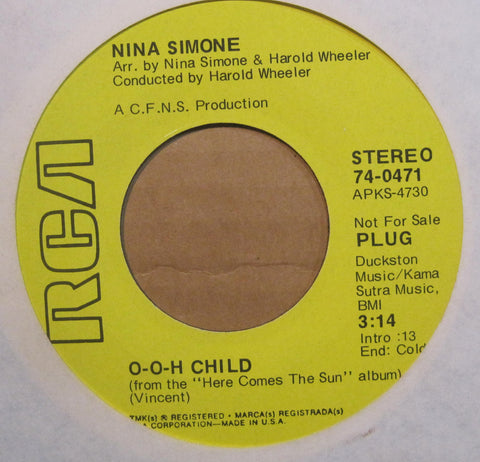 NINA SIMONE
Arr. by Nina Simone & Harold Wheeler
Conducted by Harold Wheeler
A C.F.N.S. Production
RCA
STEREO
74-0471
APKS-4730
Not For Sale
PLUG
Duckston
Music/Kama
Sutra Music,
BMI
3:14
Intro :13
End: Cold
O-O-H CHILD
(from the "Here Comes The Sun" album)
(Vincent)
TMK(s) ® REGISTERED • MARCA(s) REGISTRADA(s)
A CORPORATION—MADE IN U.S.A.